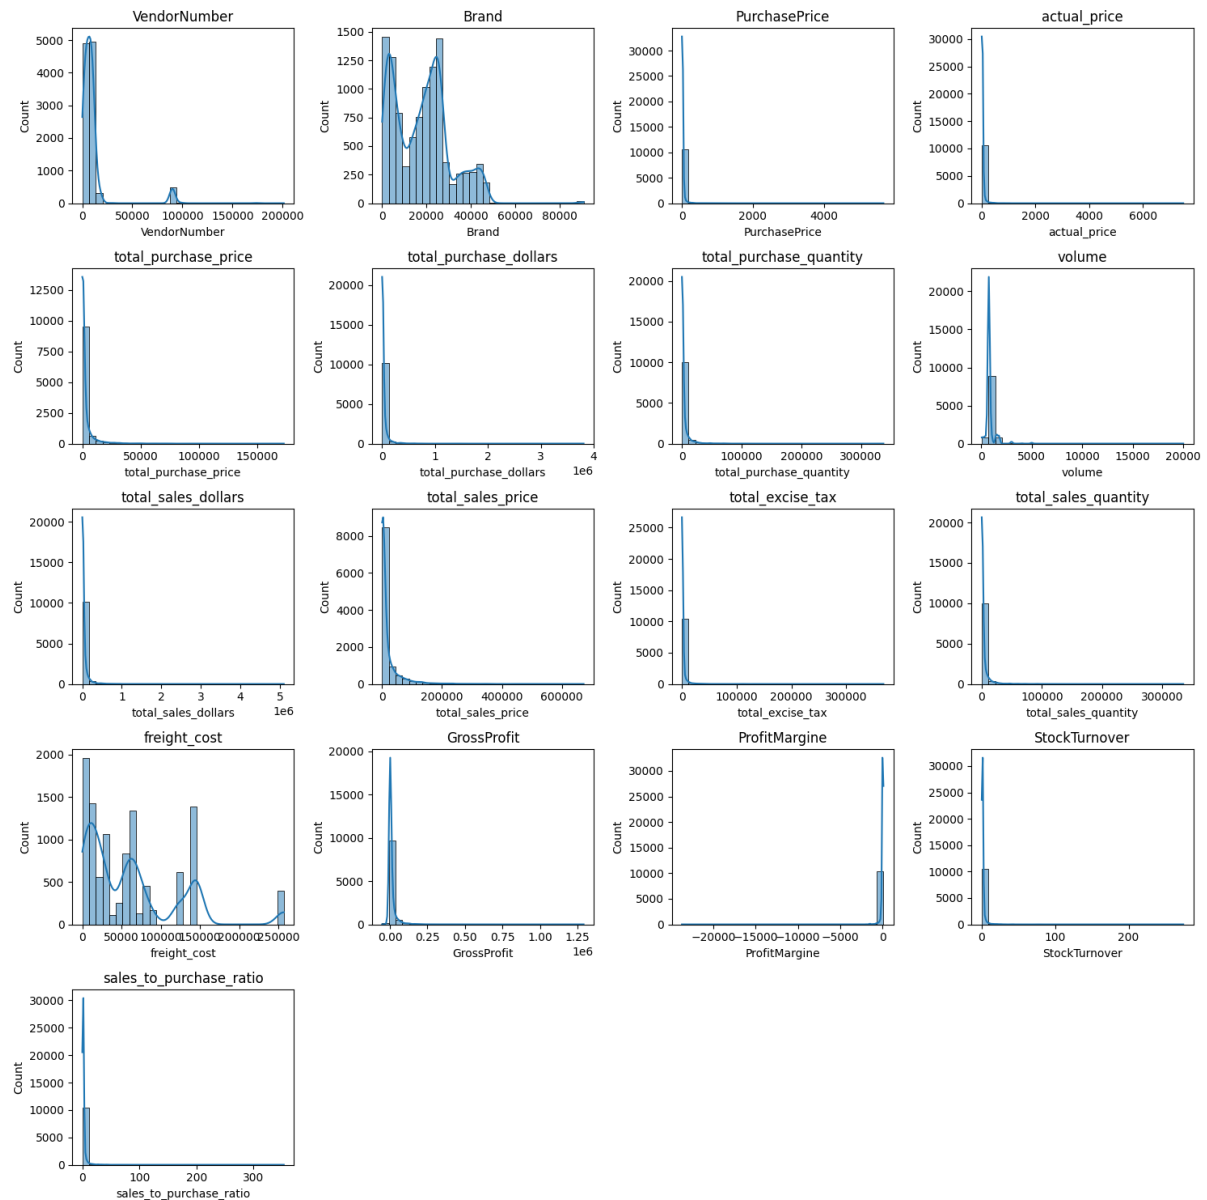 VendorNumber Brand PurchasePrice actual_price
5000 4000 3000 2000 1000 0
Count
0 50000 100000 150000 200000
VendorNumber
1500 1250 1000 750 500 250 0
Count
0 20000 40000 60000 80000
Brand
30000 25000 20000 15000 10000 5000 0
Count
0 2000 4000
PurchasePrice
30000 25000 20000 15000 10000 5000 0
Count
0 2000 4000 6000
actual_price
total_purchase_price total_purchase_dollars total_purchase_quantity volume
12500 10000 7500 5000 2500 0
Count
0 50000 100000 150000
total_purchase_price
20000 15000 10000 5000 0
Count
0 1 2 3 4
1e6
total_purchase_dollars
20000 15000 10000 5000 0
Count
0 100000 200000 300000
total_purchase_quantity
20000 15000 10000 5000 0
Count
0 5000 10000 15000 20000
volume
total_sales_dollars total_sales_price total_excise_tax total_sales_quantity
20000 15000 10000 5000 0
Count
0 1 2 3 4 5
1e6
total_sales_dollars
8000 6000 4000 2000 0
Count
0 200000 400000 600000
total_sales_price
25000 20000 15000 10000 5000 0
Count
0 100000 200000 300000
total_excise_tax
20000 15000 10000 5000 0
Count
0 100000 200000 300000
total_sales_quantity
freight_cost GrossProfit ProfitMargine StockTurnover
2000 1500 1000 500 0
Count
0 50000 100000 150000 200000 250000
freight_cost
20000 15000 10000 5000 0
Count
0.00 0.25 0.50 0.75 1.00 1.25
1e6
GrossProfit
30000 25000 20000 15000 10000 5000 0
Count
−20000 −15000 −10000 −5000 0
ProfitMargine
30000 25000 20000 15000 10000 5000 0
Count
0 100 200
StockTurnover
sales_to_purchase_ratio
30000 25000 20000 15000 10000 5000 0
Count
0 100 200 300
sales_to_purchase_ratio